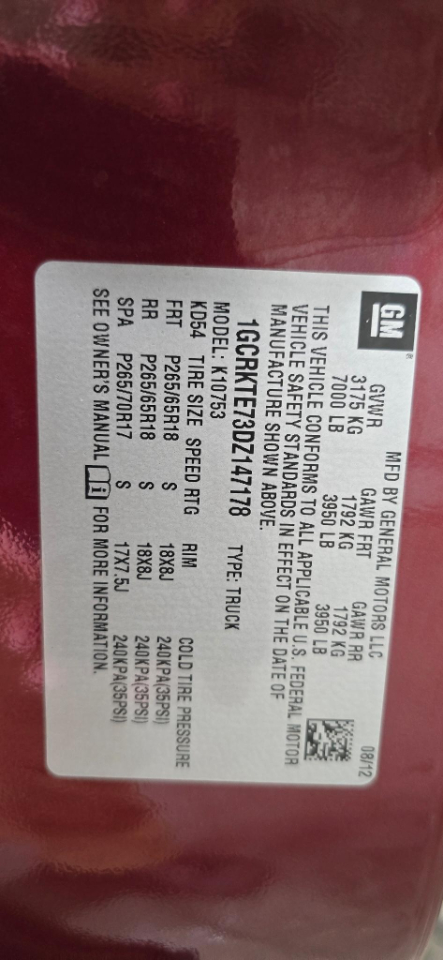 GM ®
MFD BY GENERAL MOTORS LLC 08/12
GVWR GAWR FRT GAWR RR
3175 KG 1792 KG 1792 KG
7000 LB 3950 LB 3950 LB
THIS VEHICLE CONFORMS TO ALL APPLICABLE U.S. FEDERAL MOTOR
VEHICLE SAFETY STANDARDS IN EFFECT ON THE DATE OF
MANUFACTURE SHOWN ABOVE.
1GCRKTE73DZ147178 TYPE: TRUCK
MODEL: K10753
KD54 TIRE SIZE SPEED RTG RIM COLD TIRE PRESSURE
FRT P265/65R18 S 18X8J 240KPA(35PSI)
RR P265/65R18 S 18X8J 240KPA(35PSI)
SPA P265/70R17 S 17X7.5J 240KPA(35PSI)
SEE OWNER'S MANUAL i FOR MORE INFORMATION.